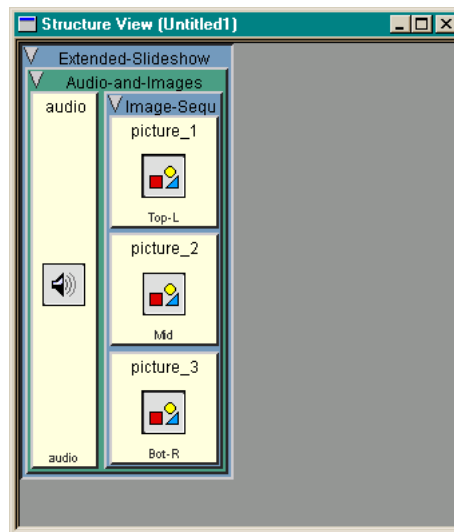 Structure View (Untitled1)
Extended-Slideshow
Audio-and-Images
audio
Image-Sequ
picture_1
Top-L
picture_2
Mid
picture_3
audio
Bot-R